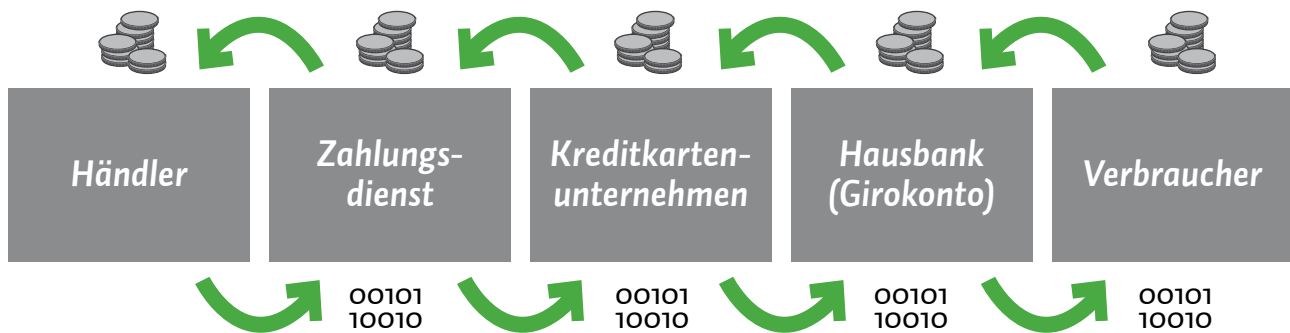 Händler
Zahlungs-
dienst
Kreditkarten-
unternehmen
Hausbank
(Girokonto)
Verbraucher
00101
10010
00101
10010
00101
10010
00101
10010